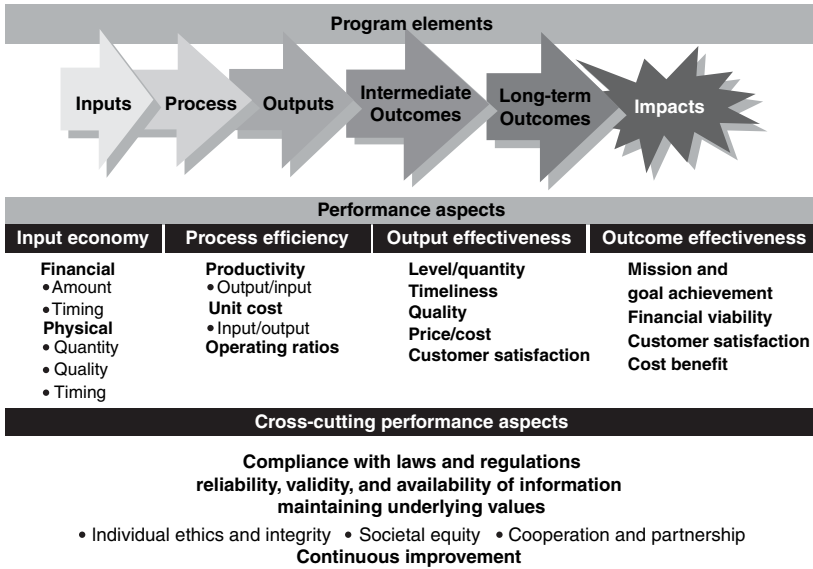 Program elements
Inputs
Process
Outputs
Intermediate
Outcomes
Long-term
Outcomes
Impacts
Performance aspects
Input economy
Process efficiency
Output effectiveness
Outcome effectiveness
Financial
• Amount
• Timing
Physical
• Quantity
• Quality
• Timing
Productivity
• Output/input
Unit cost
• Input/output
Operating ratios
Level/quantity
Timeliness
Quality
Price/cost
Customer satisfaction
Mission and
goal achievement
Financial viability
Customer satisfaction
Cost benefit
Cross-cutting performance aspects
Compliance with laws and regulations
reliability, validity, and availability of information
maintaining underlying values
• Individual ethics and integrity • Societal equity • Cooperation and partnership
Continuous improvement